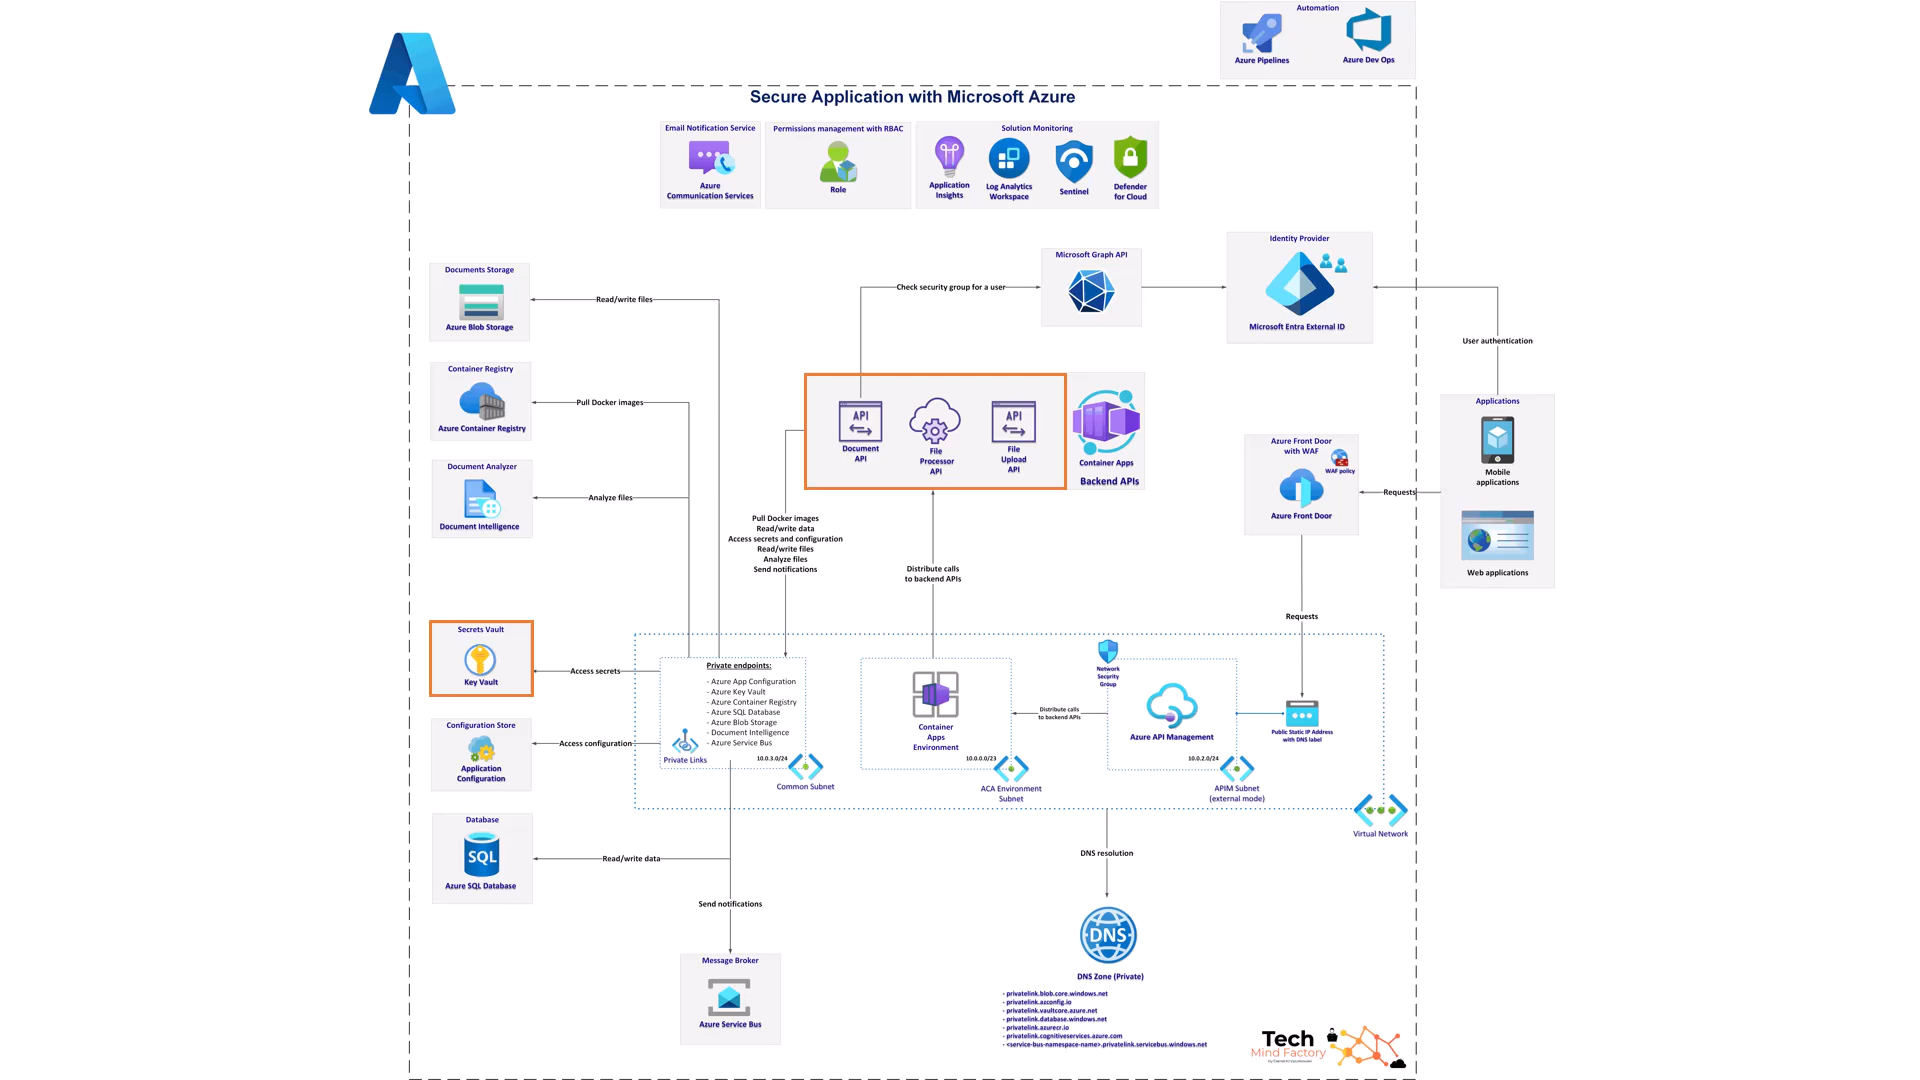 Automation
Azure Pipelines
Azure Dev Ops
Secure Application with Microsoft Azure
Email Notification Service
Azure
Communication Services
Permissions management with RBAC
Role
Solution Monitoring
Application
Insights
Log Analytics
Workspace
Sentinel
Defender
for Cloud
Documents Storage
Azure Blob Storage
Read/write files
Microsoft Graph API
Check security group for a user
Identity Provider
Microsoft Entra External ID
User authentication
Container Registry
Azure Container Registry
Pull Docker images
API
Document
API
File
Processor
API
API
File
Upload
API
Container Apps
Backend APIs
Applications
Mobile
applications
Web applications
Azure Front Door
with WAF
WAF policy
Azure Front Door
Requests
Document Analyzer
Document Intelligence
Analyze files
Pull Docker images
Read/write data
Access secrets and configuration
Read/write files
Analyze files
Send notifications
Distribute calls
to backend APIs
Requests
Secrets Vault
Key Vault
Access secrets
Private endpoints:
- Azure App Configuration
- Azure Key Vault
- Azure Container Registry
- Azure SQL Database
- Azure Blob Storage
- Document Intelligence
- Azure Service Bus
Private Links
10.0.3.0/24
Common Subnet
Container
Apps
Environment
10.0.0.0/23
ACA Environment
Subnet
Distribute calls
to backend APIs
Network
Security
Group
Azure API Management
10.0.2.0/24
APIM Subnet
(external mode)
Public Static IP Address
with DNS label
Virtual Network
Configuration Store
Application
Configuration
Access configuration
Database
SQL
Azure SQL Database
Read/write data
Send notifications
Message Broker
Azure Service Bus
DNS resolution
DNS
DNS Zone (Private)
- privatelink.blob.core.windows.net
- privatelink.azconfig.io
- privatelink.vaultcore.azure.net
- privatelink.database.windows.net
- privatelink.azurecr.io
- privatelink.cognitiveservices.azure.com
- <service-bus-namespace-name>.privatelink.servicebus.windows.net
Tech
Mind Factory